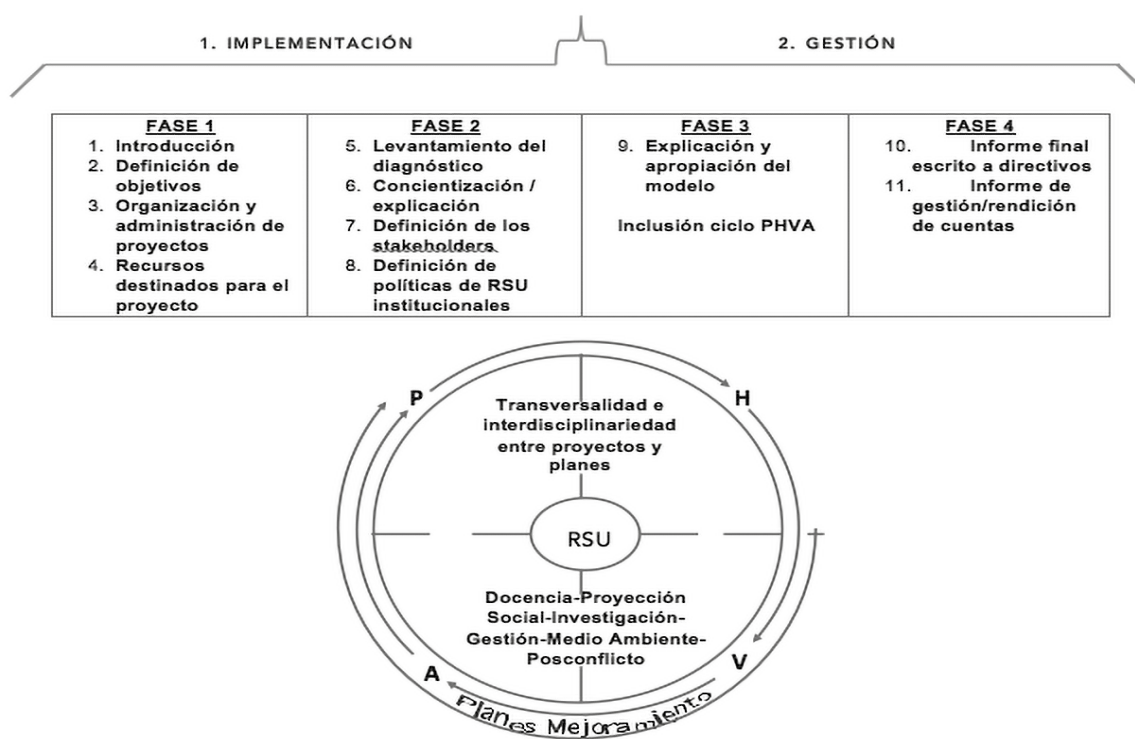 1. IMPLEMENTACIÓN
2. GESTIÓN
FASE 1
1. Introducción
2. Definición de
objetivos
3. Organización y
administración de
proyectos
4. Recursos
destinados para el
proyecto
FASE 2
5. Levantamiento del
diagnóstico
6. Concientización /
explicación
7. Definición de los
stakeholders
8. Definición de
políticas de RSU
institucionales
FASE 3
9. Explicación y
apropiación del
modelo
Inclusión ciclo PHVA
FASE 4
10. Informe final
escrito a directivos
11. Informe de
gestión/rendición
de cuentas
P
H
Transversalidad e
interdisciplinariedad
entre proyectos y
planes
RSU
Docencia-Proyección
Social-Investigación-
Gestión-Medio Ambiente-
Posconflicto
A
V
Planes Mejoramiento